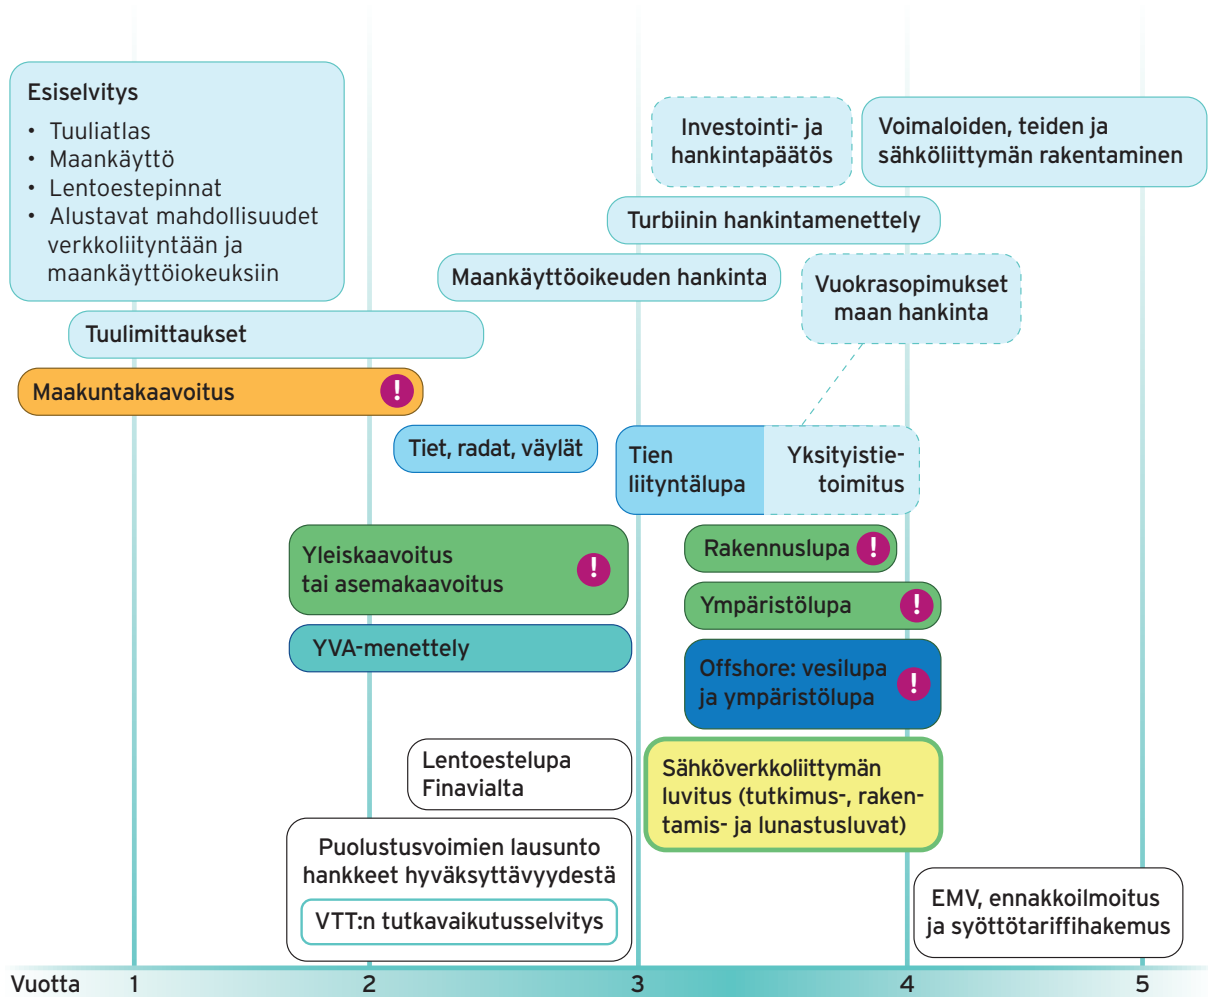 Esiselvitys
• Tuuliatlas
• Maankäyttö
• Lentoestepinnat
• Alustavat mahdollisuudet
verkkoliityntään ja
maankäyttöiokeuksiin
Investointi- ja
hankintapäätös
Voimaloiden, teiden ja
sähköliittymän rakentaminen
Turbiinin hankintamenettely
Maankäyttöoikeuden hankinta
Vuokrasopimukset
maan hankinta
Tuulimittaukset
Maakuntakaavoitus !
Tiet, radat, väylät
Tien
liityntälupa
Yksityistie-
toimitus
Yleiskaavoitus
tai asemakaavoitus !
Rakennuslupa !
Ympäristölupa !
YVA-menettely
Offshore: vesilupa
ja ympäristölupa !
Lentoestelupa
Finavialta
Sähköverkkoliittymän
luvitus (tutkimus-, raken-
tamis- ja lunastusluvat)
Puolustusvoimien lausunto
hankkeet hyväksyttävyydestä
VTT:n tutkavaikutusselvitys
EMV, ennakkoilmoitus
ja syöttötariffihakemus
Vuotta 1 2 3 4 5